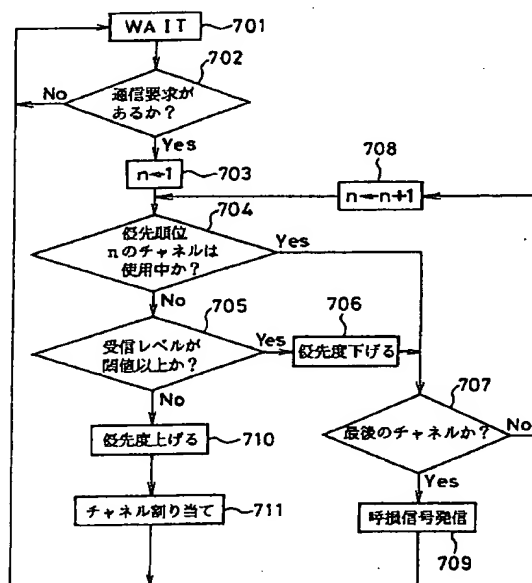 WAIT
701
702
通信要求が
あるか?
No
Yes
n←1
703
708
n←n+1
704
優先順位
nのチャネルは
使用中か?
Yes
No
705
受信レベルが
閾値以上か?
Yes
706
優先度下げる
No
707
最後のチャネルか?
No
優先度上げる
710
Yes
チャネル割り当て
711
呼損信号発信
709